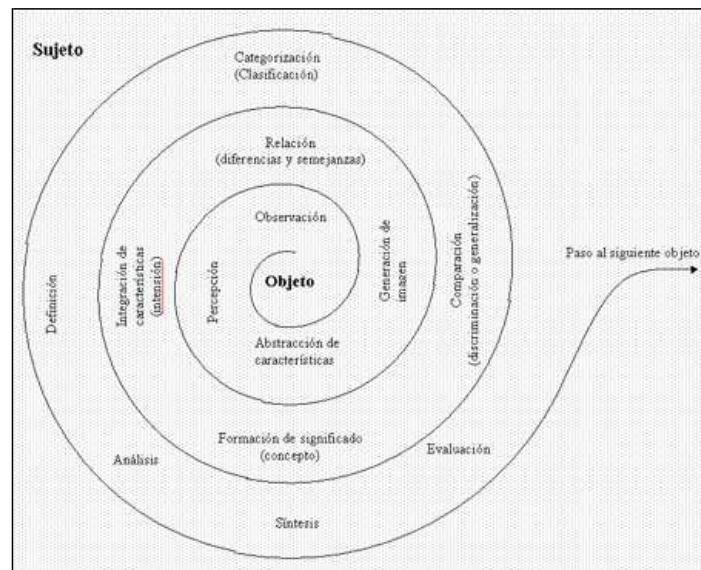 Sujeto
Categorización
(Clasificación)
Relación
(diferencias y semejanzas)
Observación
Objeto
Percepción
Abstracción de
características
Generación de
imagen
Integración de
características
(intensión)
Formación de significado
(concepto)
Comparación
(discriminación o generalización)
Definición
Análisis
Síntesis
Evaluación
Paso al siguiente objeto